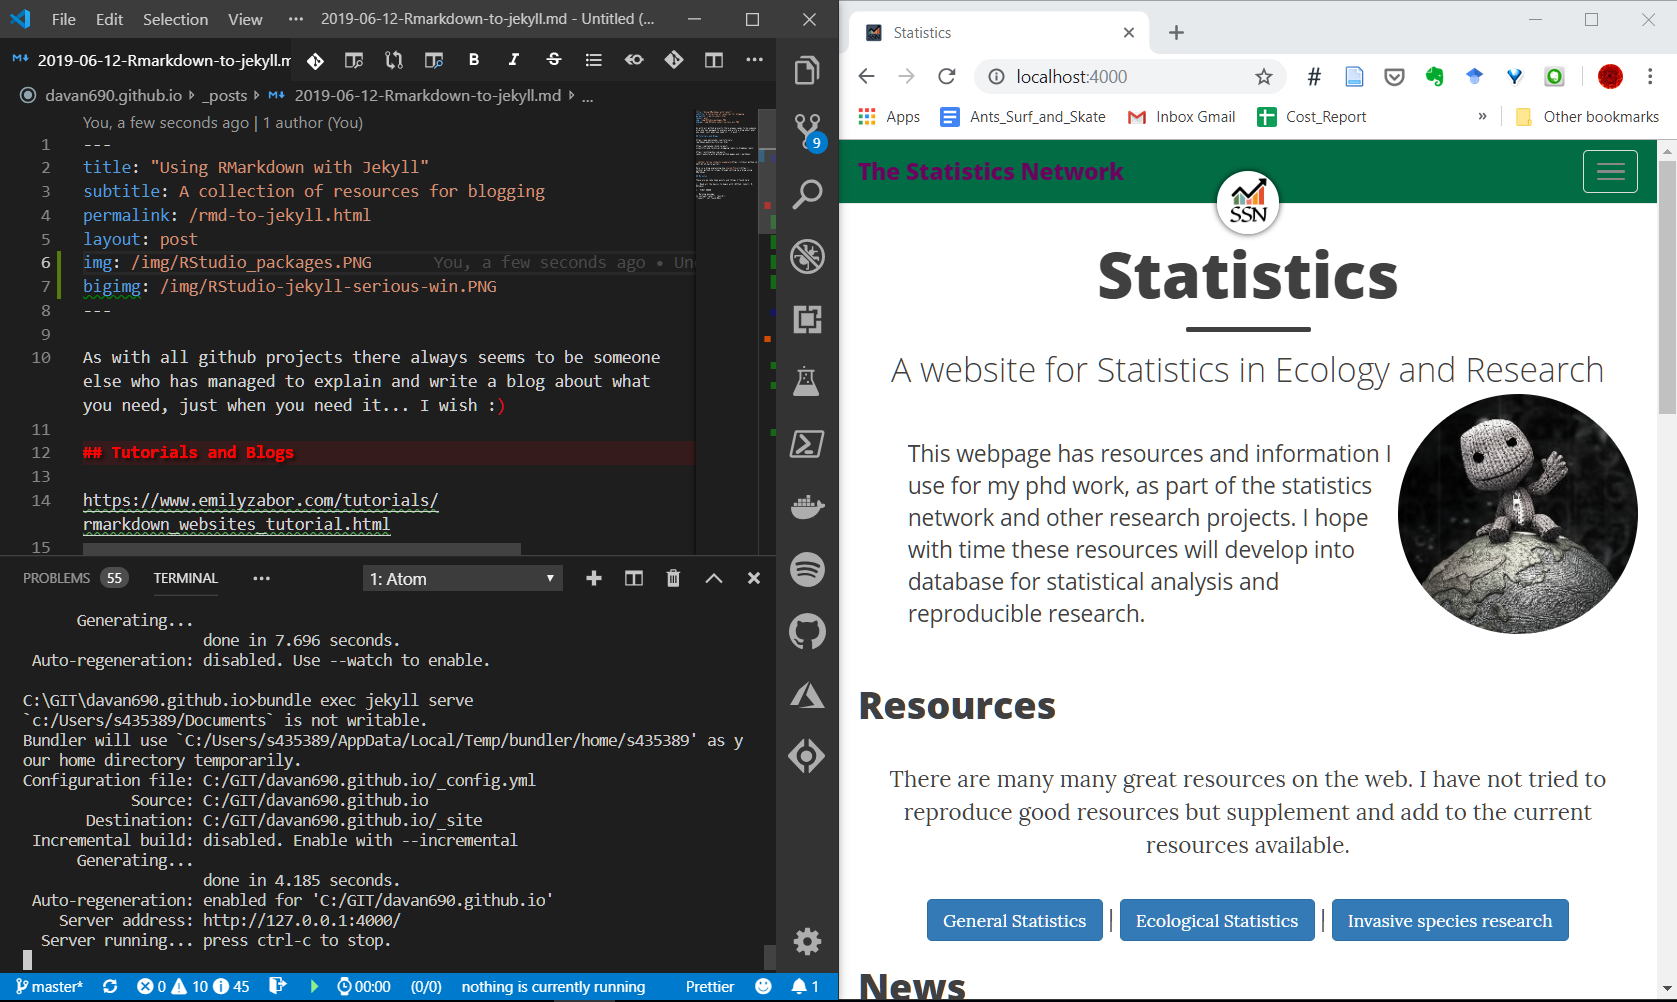 File Edit Selection View ··· 2019-06-12-Rmarkdown-to-jekyll.md - Untitled (...
2019-06-12-Rmarkdown-to-jekyll.m
davan690.github.io › _posts › 2019-06-12-Rmarkdown-to-jekyll.md › ...
You, a few seconds ago | 1 author (You)
1 ---
2 title: "Using RMarkdown with Jekyll"
3 subtitle: A collection of resources for blogging
4 permalink: /rmd-to-jekyll.html
5 layout: post
6 img: /img/RStudio_packages.PNG You, a few seconds ago • Un
7 bigimg: /img/RStudio-jekyll-serious-win.PNG
8 ---
9
10 As with all github projects there always seems to be someone
else who has managed to explain and write a blog about what
you need, just when you need it... I wish :)
11
12 ## Tutorials and Blogs
13
14 https://www.emilyzabor.com/tutorials/
rmarkdown_websites_tutorial.html
15
PROBLEMS 55 TERMINAL ··· 1: Atom
Generating...
done in 7.696 seconds.
Auto-regeneration: disabled. Use --watch to enable.
C:\GIT\davan690.github.io>bundle exec jekyll serve
`c:/Users/s435389/Documents` is not writable.
Bundler will use `C:/Users/s435389/AppData/Local/Temp/bundler/home/s435389' as y
our home directory temporarily.
Configuration file: C:/GIT/davan690.github.io/_config.yml
Source: C:/GIT/davan690.github.io
Destination: C:/GIT/davan690.github.io/_site
Incremental build: disabled. Enable with --incremental
Generating...
done in 4.185 seconds.
Auto-regeneration: enabled for 'C:/GIT/davan690.github.io'
Server address: http://127.0.0.1:4000/
Server running... press ctrl-c to stop.
master* 0 10 45 00:00 (0/0) nothing is currently running Prettier 1
9
Statistics
localhost:4000
Apps Ants_Surf_and_Skate Inbox Gmail Cost_Report » Other bookmarks
The Statistics Network
SSN
Statistics
A website for Statistics in Ecology and Research
This webpage has resources and information I
use for my phd work, as part of the statistics
network and other research projects. I hope
with time these resources will develop into
database for statistical analysis and
reproducible research.
Resources
There are many many great resources on the web. I have not tried to
reproduce good resources but supplement and add to the current
resources available.
General Statistics | Ecological Statistics | Invasive species research
News